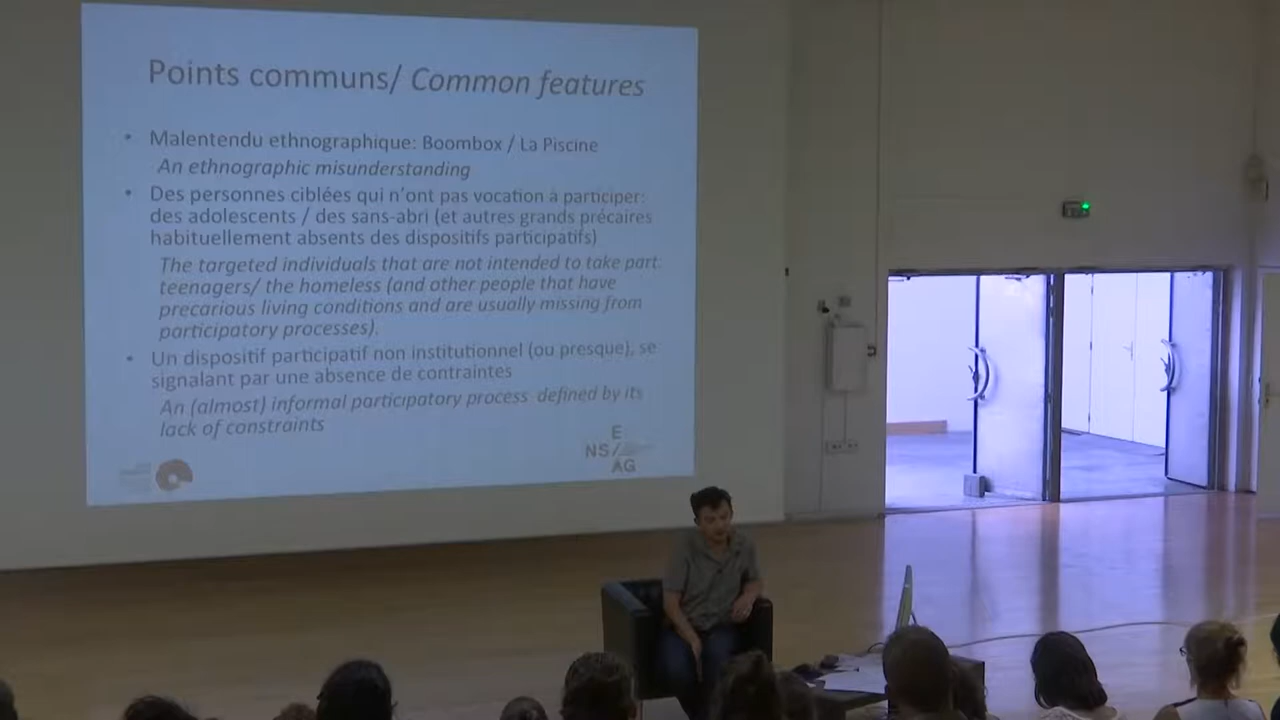 Points communs/ Common features
• Malentendu ethnographique: Boombox / La Piscine
An ethnographic misunderstanding
• Des personnes ciblées qui n'ont pas vocation à participer:
des adolescents / des sans-abri (et autres grands précaires
habituellement absents des dispositifs participatifs)
The targeted individuals that are not intended to take part:
teenagers/ the homeless (and other people that have
precarious living conditions and are usually missing from
participatory processes).
• Un dispositif participatif non institutionnel (ou presque), se
signalant par une absence de contraintes
An (almost) informal participatory process defined by its
lack of constraints
E
NS/
AG